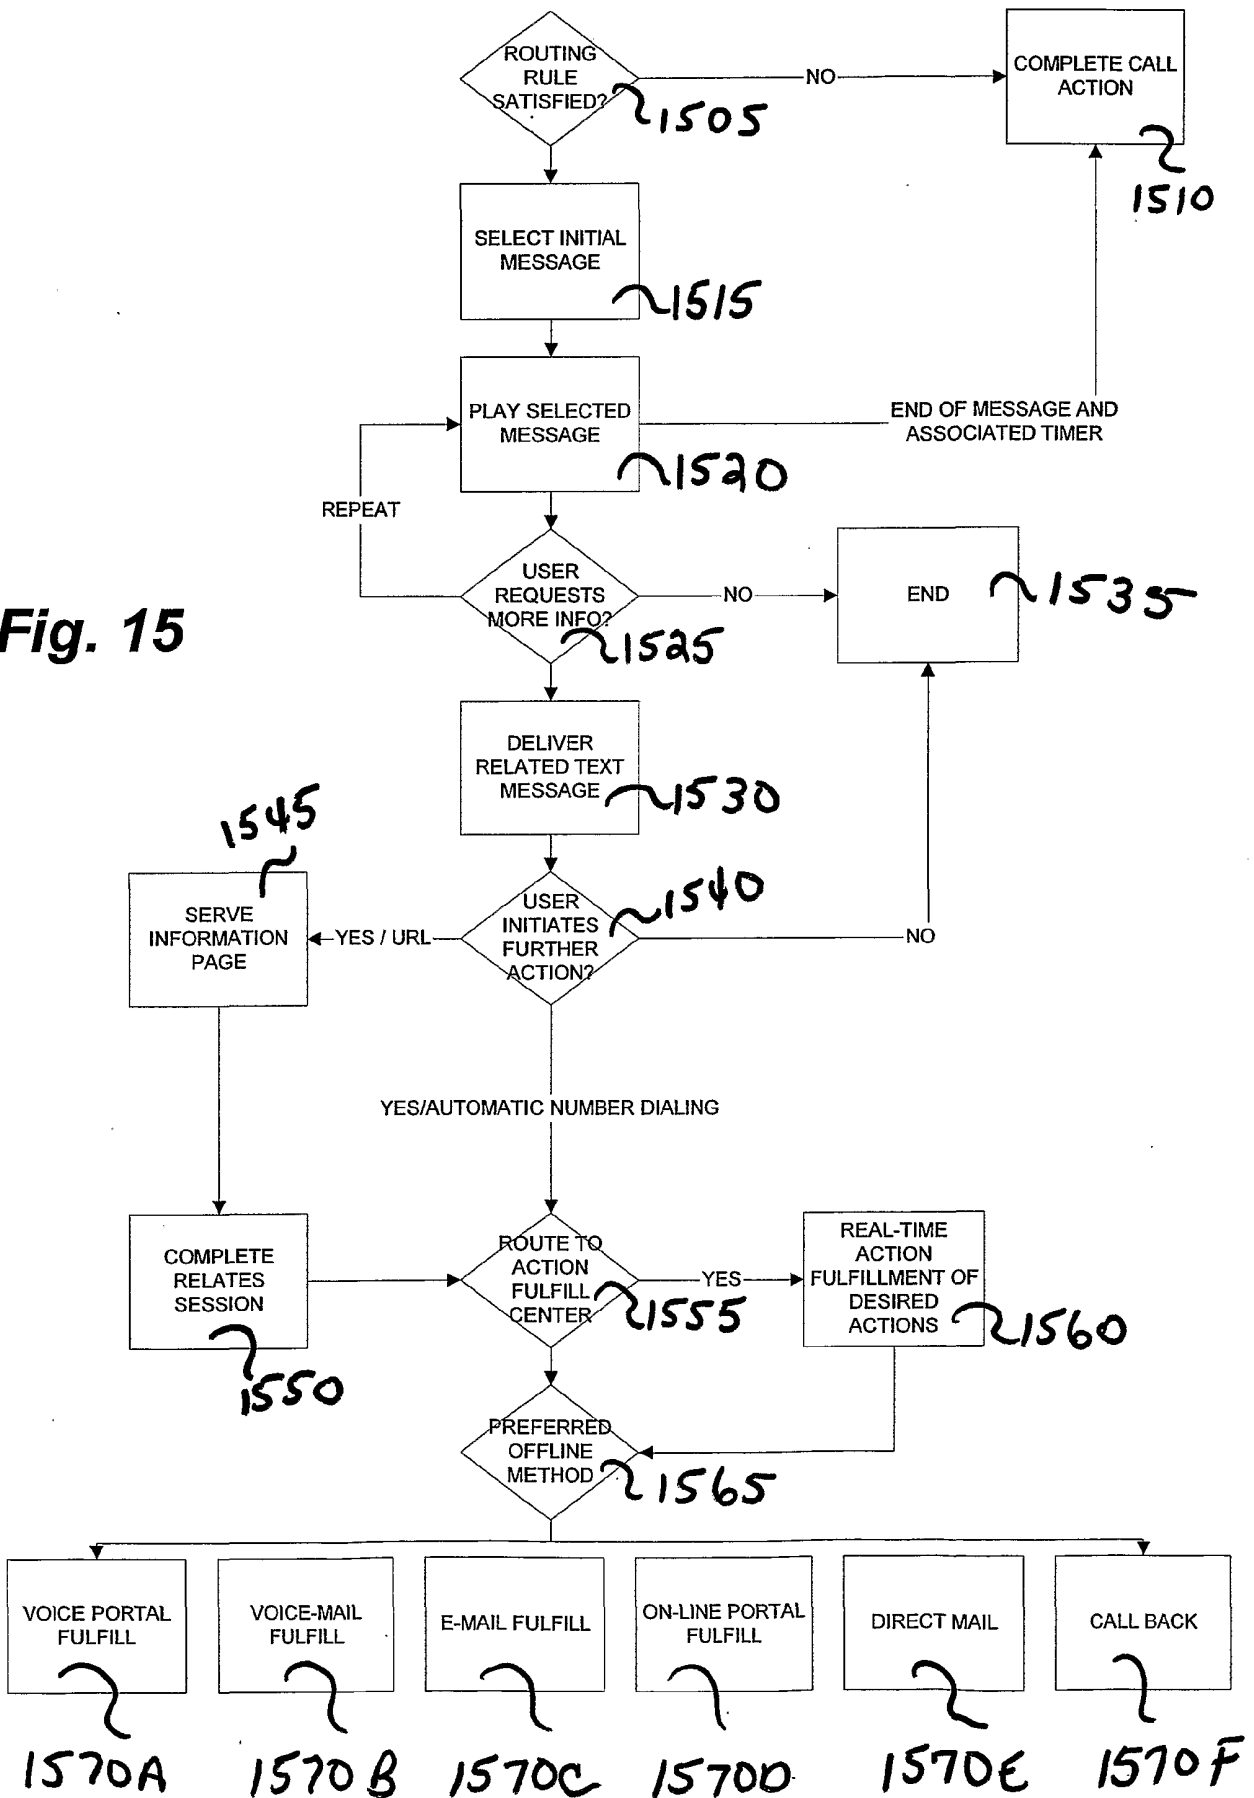 ROUTING
RULE
SATISFIED?
1505
NO
COMPLETE CALL
ACTION
1510
SELECT INITIAL
MESSAGE
1515
PLAY SELECTED
MESSAGE
1520
END OF MESSAGE AND
ASSOCIATED TIMER
REPEAT
USER
REQUESTS
MORE INFO?
1525
NO
END
1535
Fig. 15
DELIVER
RELATED TEXT
MESSAGE
1530
1545
SERVE
INFORMATION
PAGE
YES / URL
USER
INITIATES
FURTHER
ACTION?
1540
NO
YES/AUTOMATIC NUMBER DIALING
COMPLETE
RELATES
SESSION
1550
ROUTE TO
ACTION
FULFILL
CENTER
1555
YES
REAL-TIME
ACTION
FULFILLMENT OF
DESIRED
ACTIONS
1560
PREFERRED
OFFLINE
METHOD
1565
VOICE PORTAL
FULFILL
VOICE-MAIL
FULFILL
E-MAIL FULFILL
ON-LINE PORTAL
FULFILL
DIRECT MAIL
CALL BACK
1570A
1570B
1570C
1570D
1570E
1570F